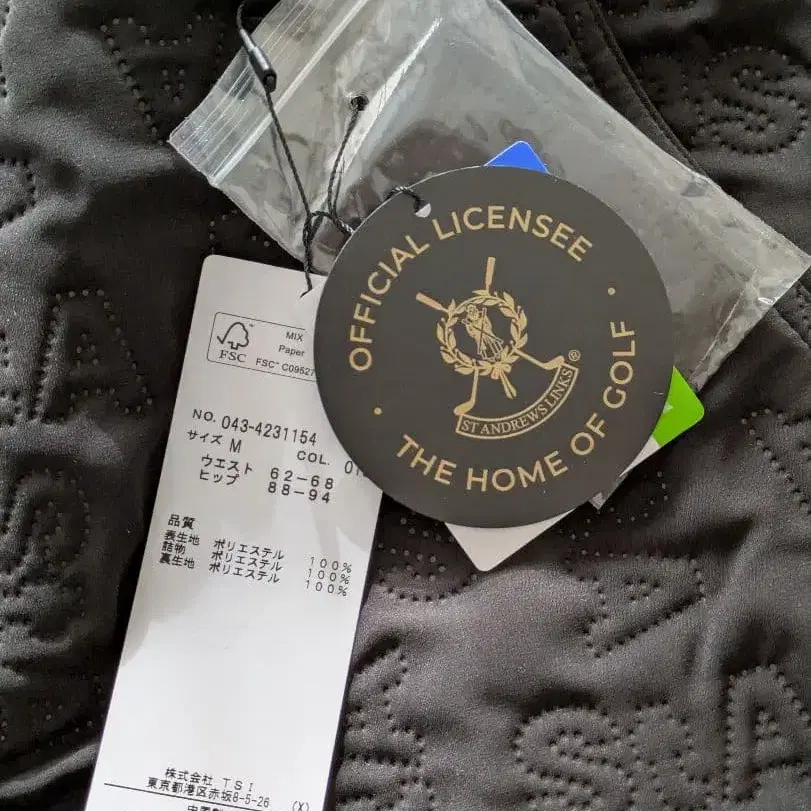 OFFICIAL LICENSEE
ST ANDREWS LINKS®
THE HOME OF GOLF
FSC
MIX
Paper
FSC™ C09527
NO. 043-4231154
サイズ M
COL.
ウエスト 62-68
ヒップ 88-94
品質
表生地 ポリエステル 100%
詰物 ポリエステル 100%
裏生地 ポリエステル 100%
株式会社 TSI
東京都港区赤坂8-5-26 (X)